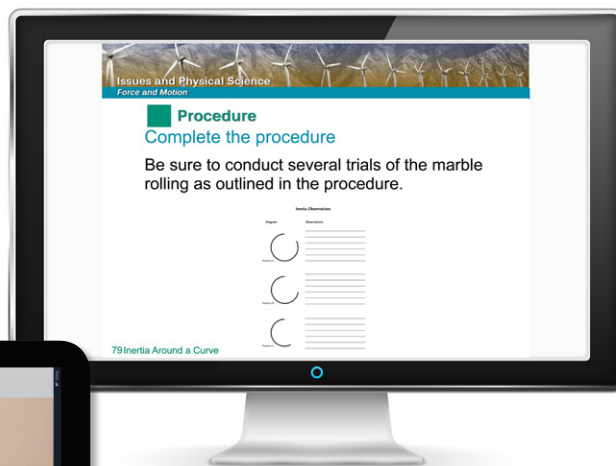 Issues and Physical Science
Force and Motion
Procedure
Complete the procedure
Be sure to conduct several trials of the marble
rolling as outlined in the procedure.
Inertia Observations
Diagram Observations
79 Inertia Around a Curve